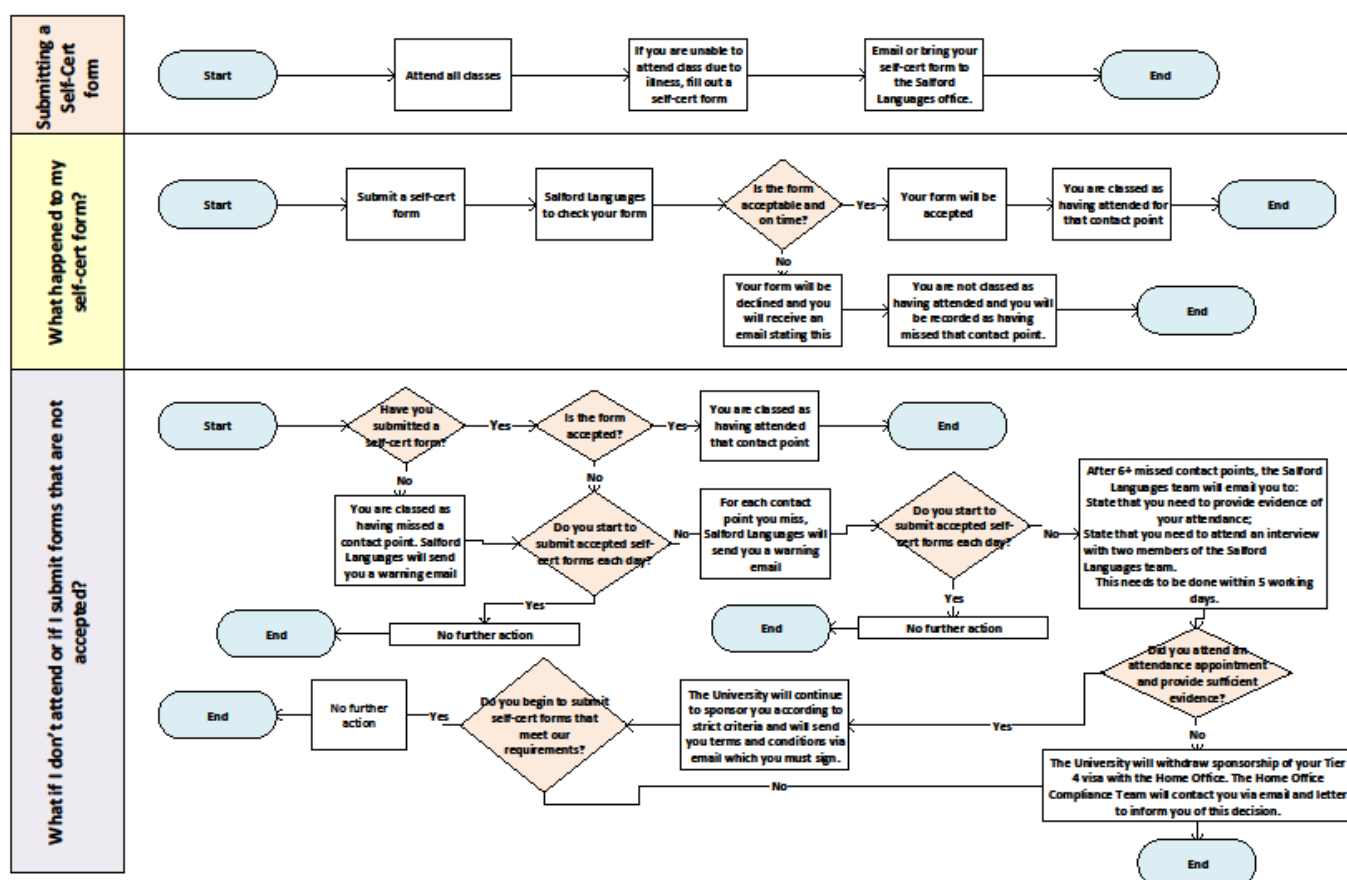 Submitting a
Self-Cert
form
Start
Attend all classes
If you are unable to
attend class due to
illness, fill out a
self-cert form
Email or bring your
self-cert form to
the Salford
Languages office.
End
What happened to my
self-cert form?
Start
Submit a self-cert
form
Salford Languages
to check your form
Is the form
acceptable and
on time?
Yes
Your form will be
accepted
You are classed as
having attended for
that contact point
End
No
Your form will be
declined and you
will receive an
email stating this
You are not classed as
having attended and you will
be recorded as having
missed that contact point.
End
What if I don't attend or if I submit forms that are not
accepted?
Start
Have you
submitted a
self-cert form?
Yes
Is the form
accepted?
Yes
You are classed as
having attended
that contact point
End
No
You are classed as
having missed a
contact point. Salford
Languages will send
you a warning email
No
Do you start to
submit accepted self-
cert forms each day?
No
For each contact
point you miss,
Salford Languages will
send you a warning
email
Do you start to
submit accepted self-
cert forms each day?
No
After 6+ missed contact points, the Salford
Languages team will email you to:
State that you need to provide evidence of
your attendance;
State that you need to attend an interview
with two members of the Salford
Languages team.
This needs to be done within 5 working
days.
Yes
No further action
End
Yes
No further action
End
Did you attend an
attendance appointment
and provide sufficient
evidence?
Yes
The University will continue
to sponsor you according to
strict criteria and will send
you terms and conditions via
email which you must sign.
Do you begin to submit
self-cert forms that
meet our
requirements?
Yes
No further
action
End
No
No
The University will withdraw sponsorship of your Tier
4 visa with the Home Office. The Home Office
Compliance Team will contact you via email and letter
to inform you of this decision.
End